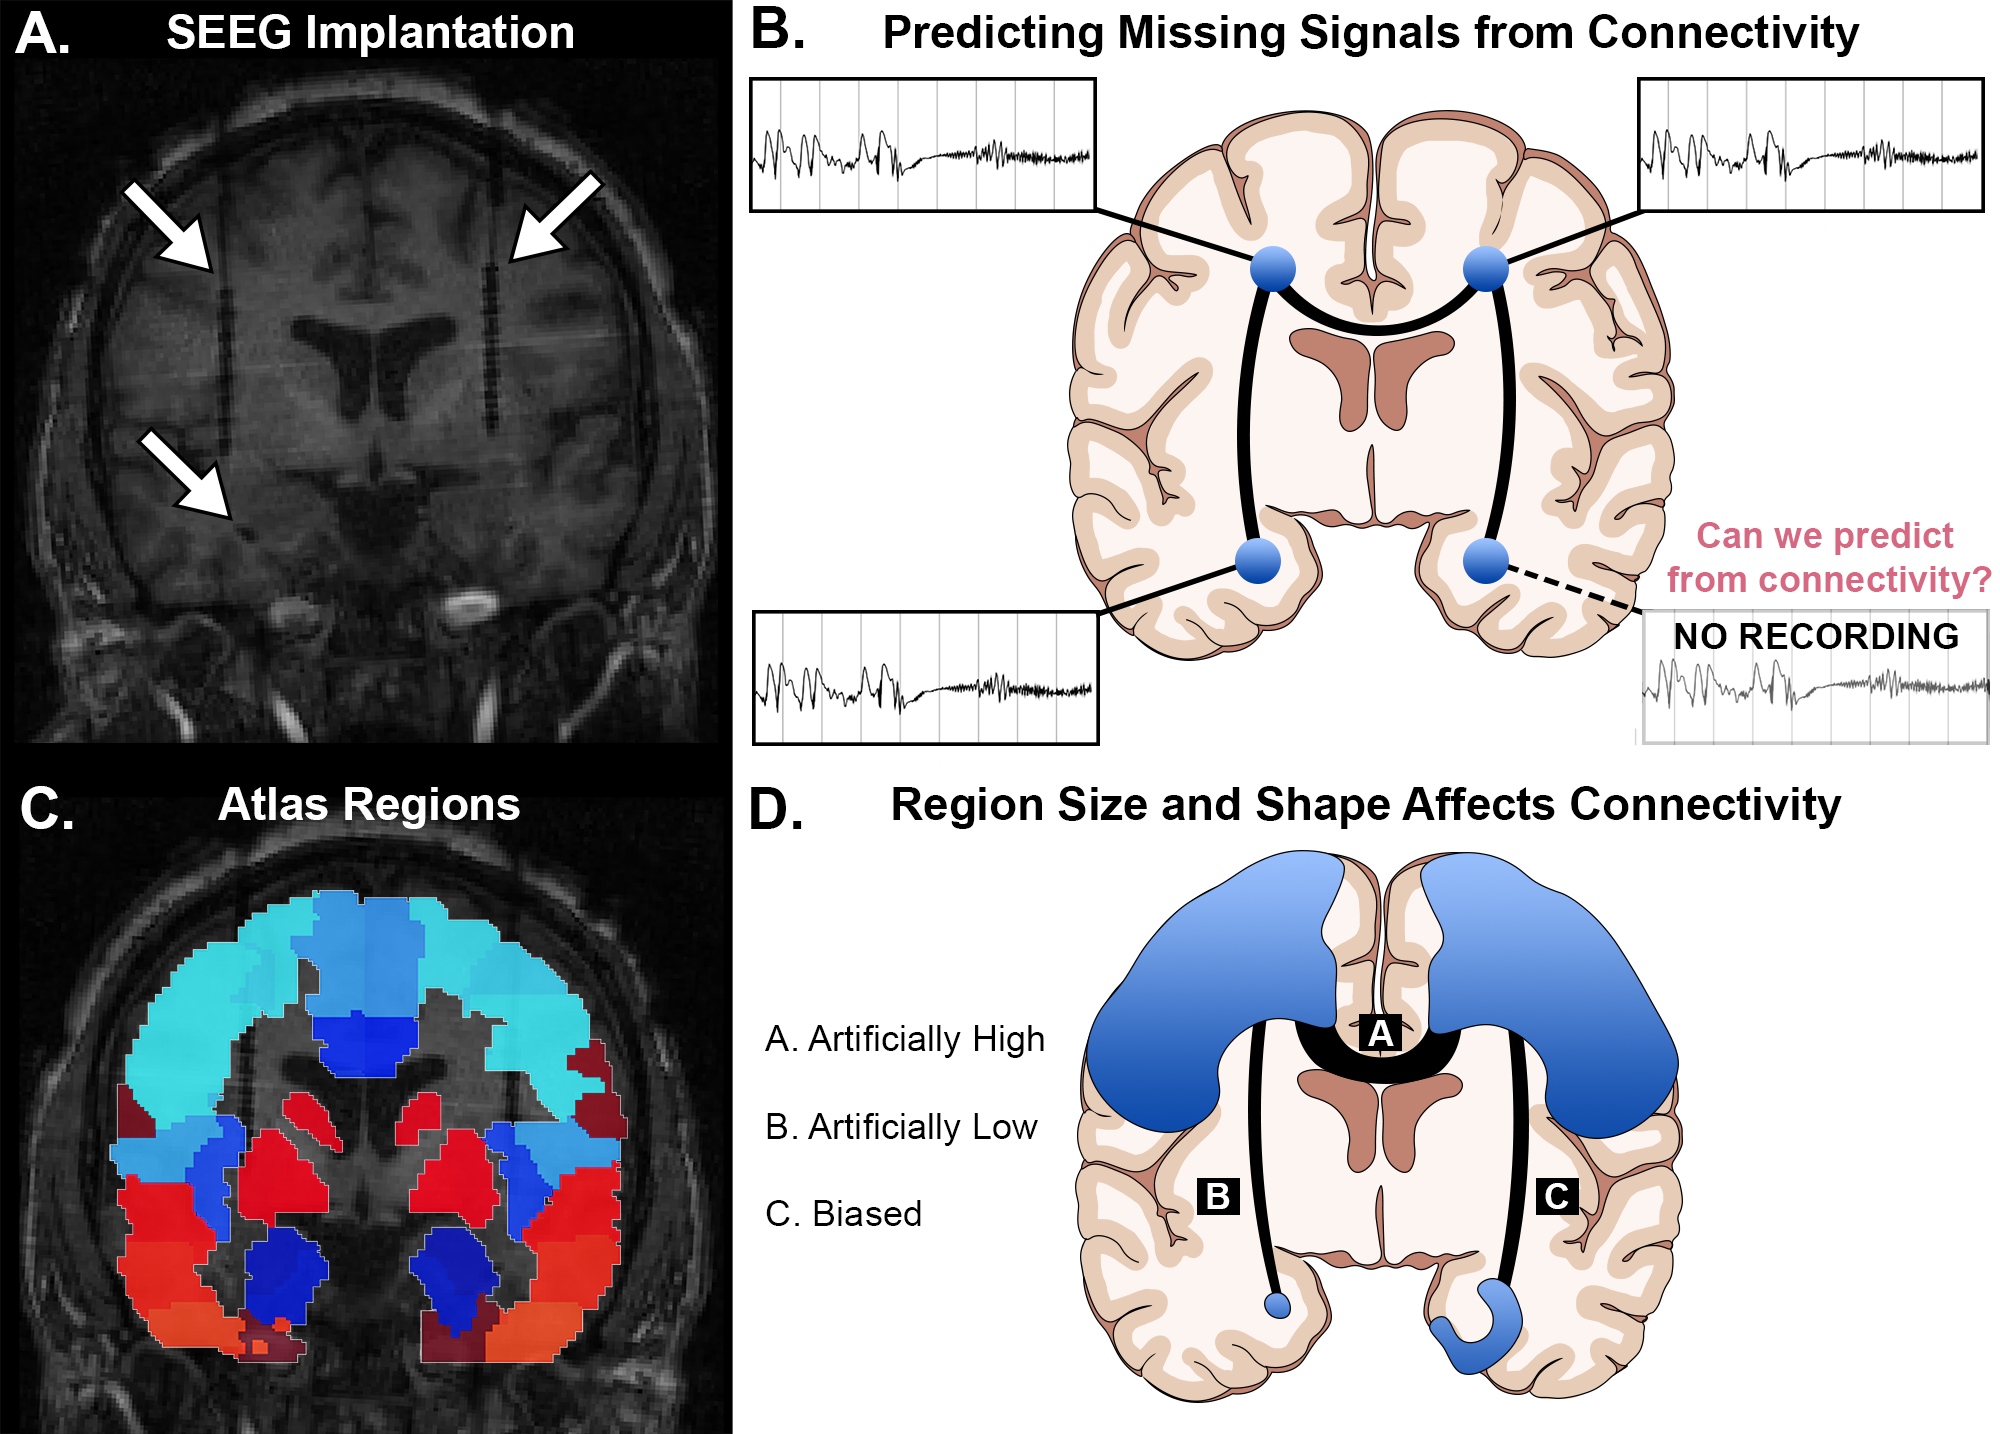 A. SEEG Implantation
B. Predicting Missing Signals from Connectivity
Can we predict
from connectivity?
NO RECORDING
C. Atlas Regions
D. Region Size and Shape Affects Connectivity
A. Artificially High
B. Artificially Low
C. Biased
A
B
C